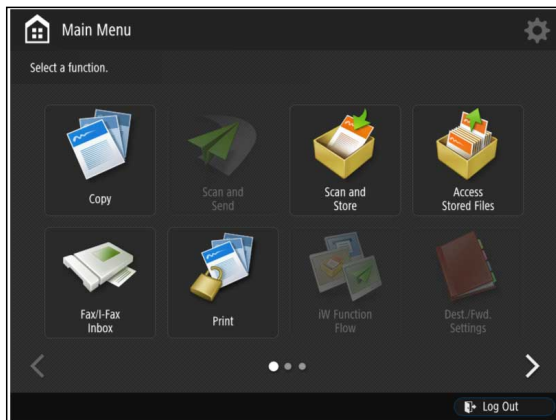 Main Menu
Select a function.
Copy
Scan and
Send
Scan and
Store
Access
Stored Files
Fax/I-Fax
Inbox
Print
iW Function
Flow
Dest./Fwd.
Settings
Log Out